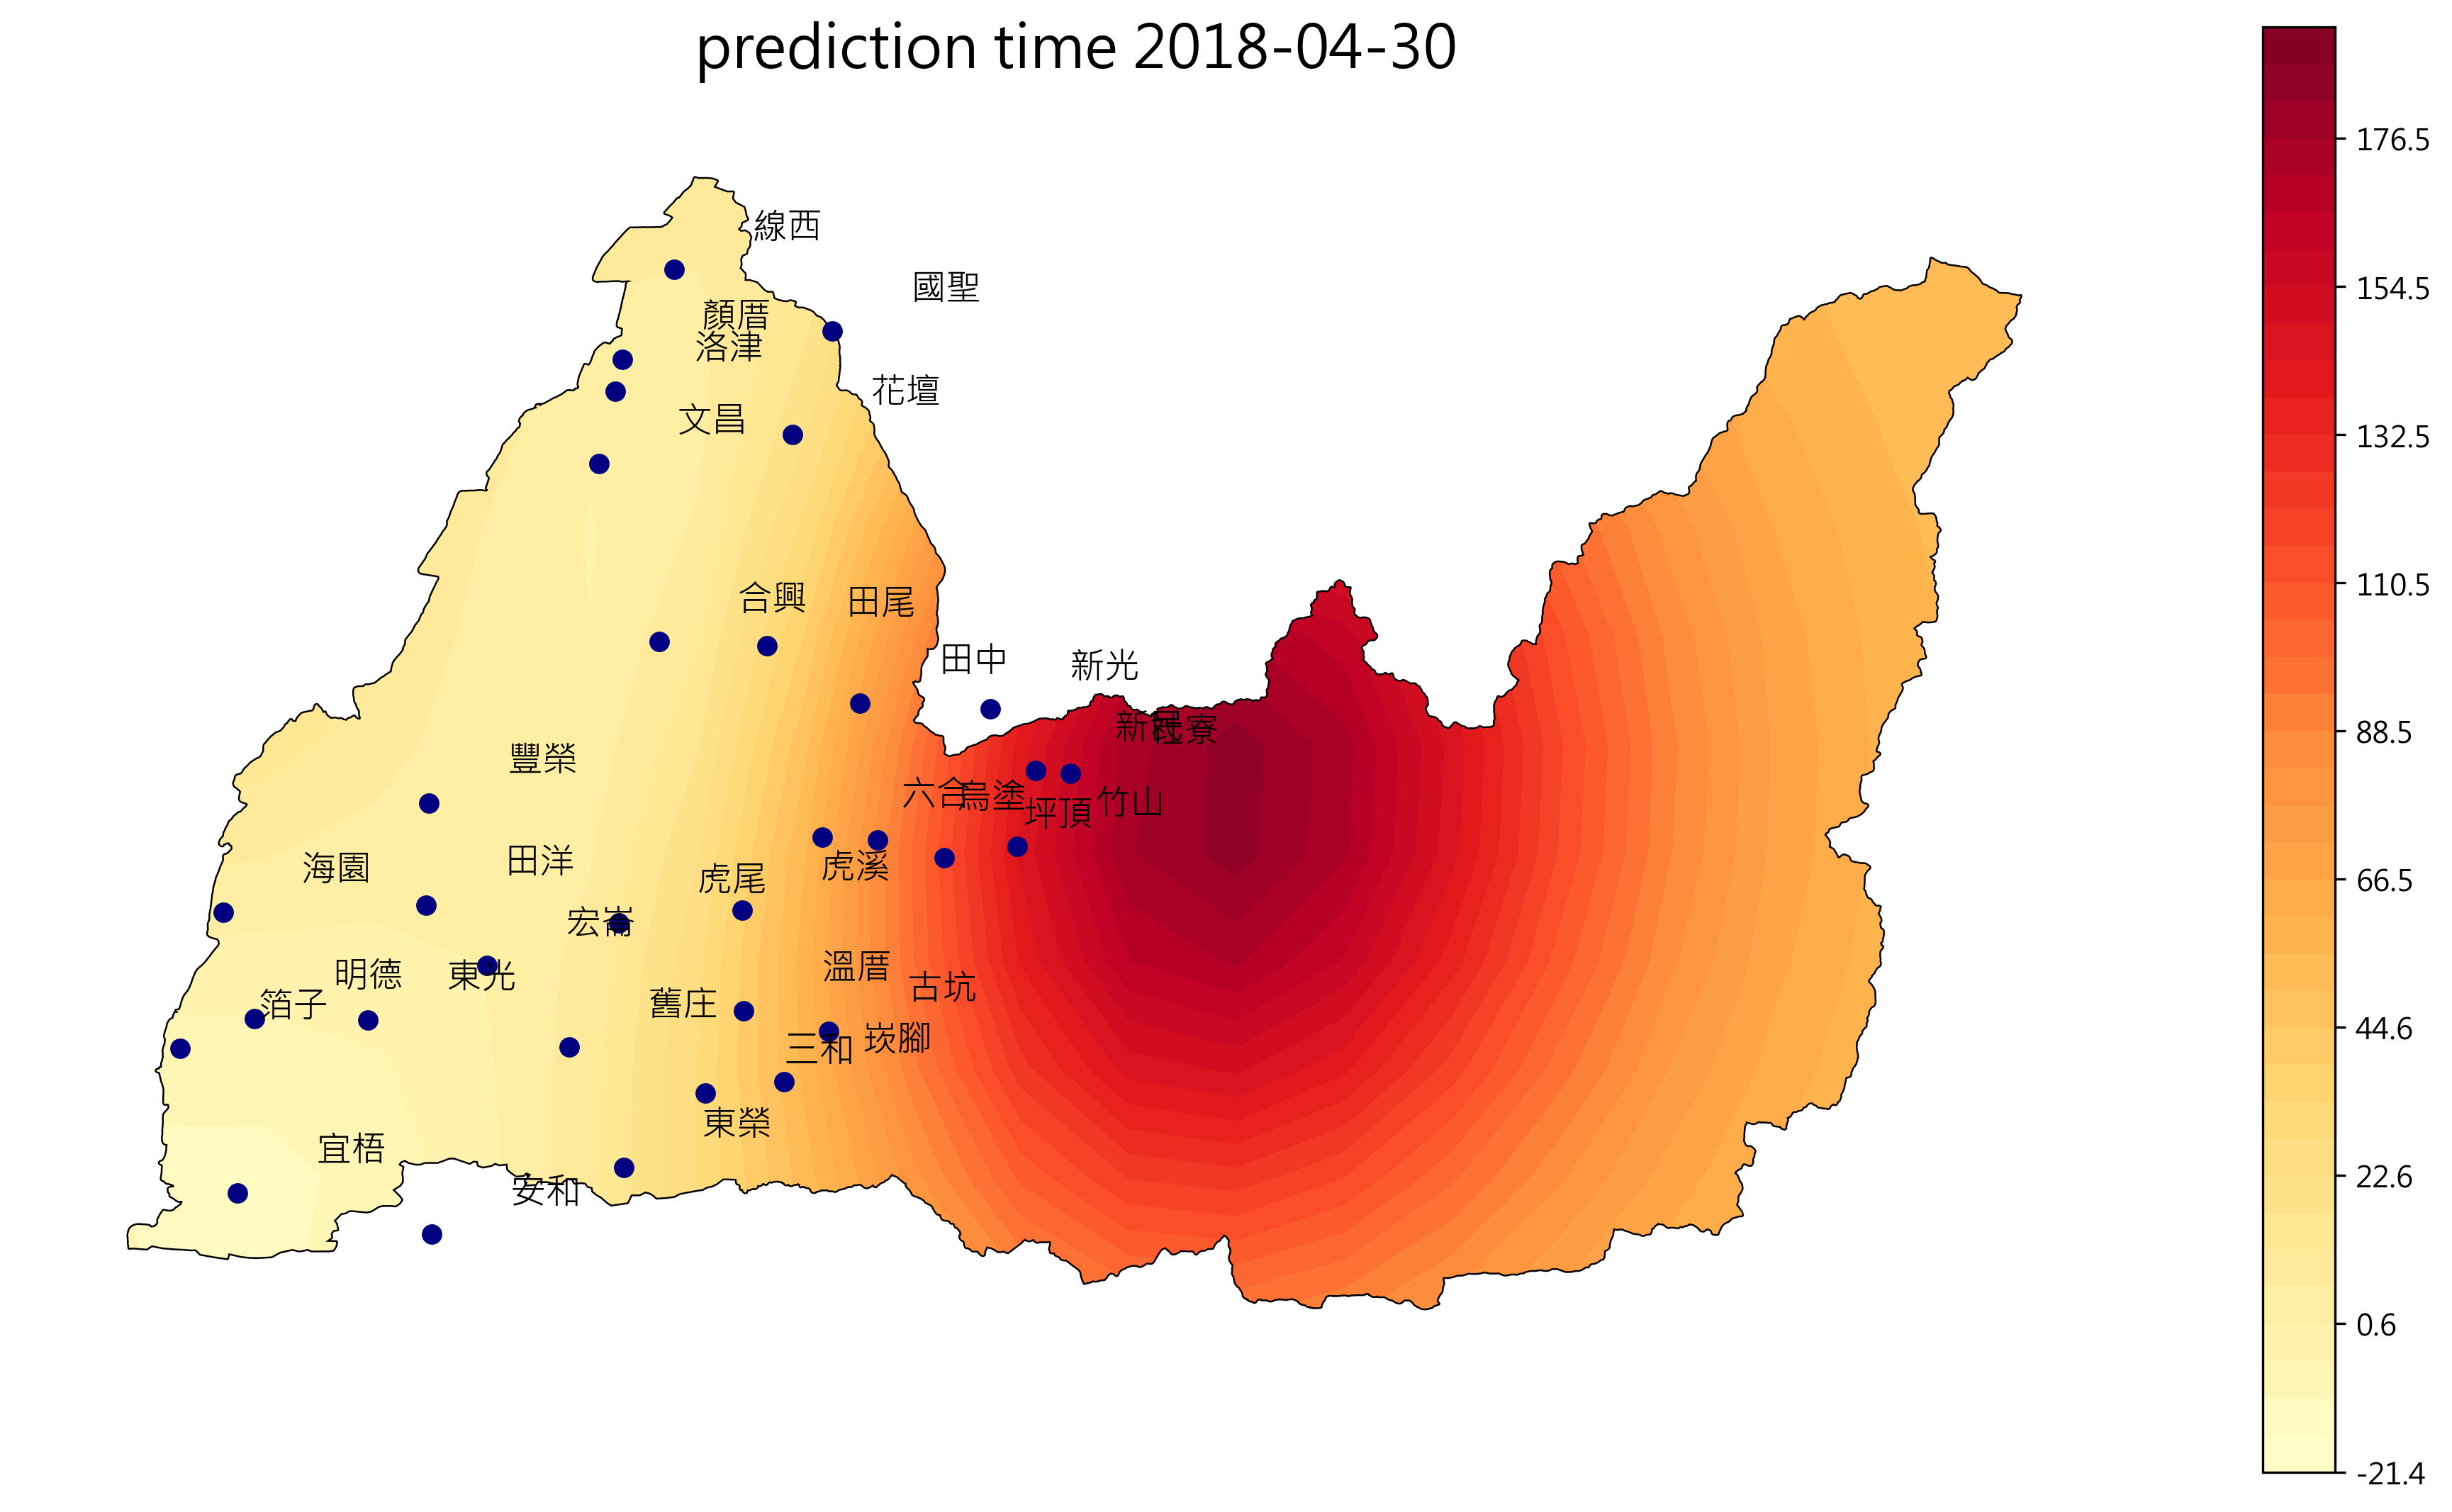 prediction time 2018-04-30
線西
國聖
顏厝
洛津
花壇
文昌
合興
田尾
田中
新光
新民
社寮
豐榮
六合
烏塗
坪頂
竹山
海園
田洋
虎尾
虎溪
宏崙
明德
東光
溫厝
古坑
箔子
舊庄
三和
崁腳
東榮
宜梧
安和
176.5
154.5
132.5
110.5
88.5
66.5
44.6
22.6
0.6
-21.4